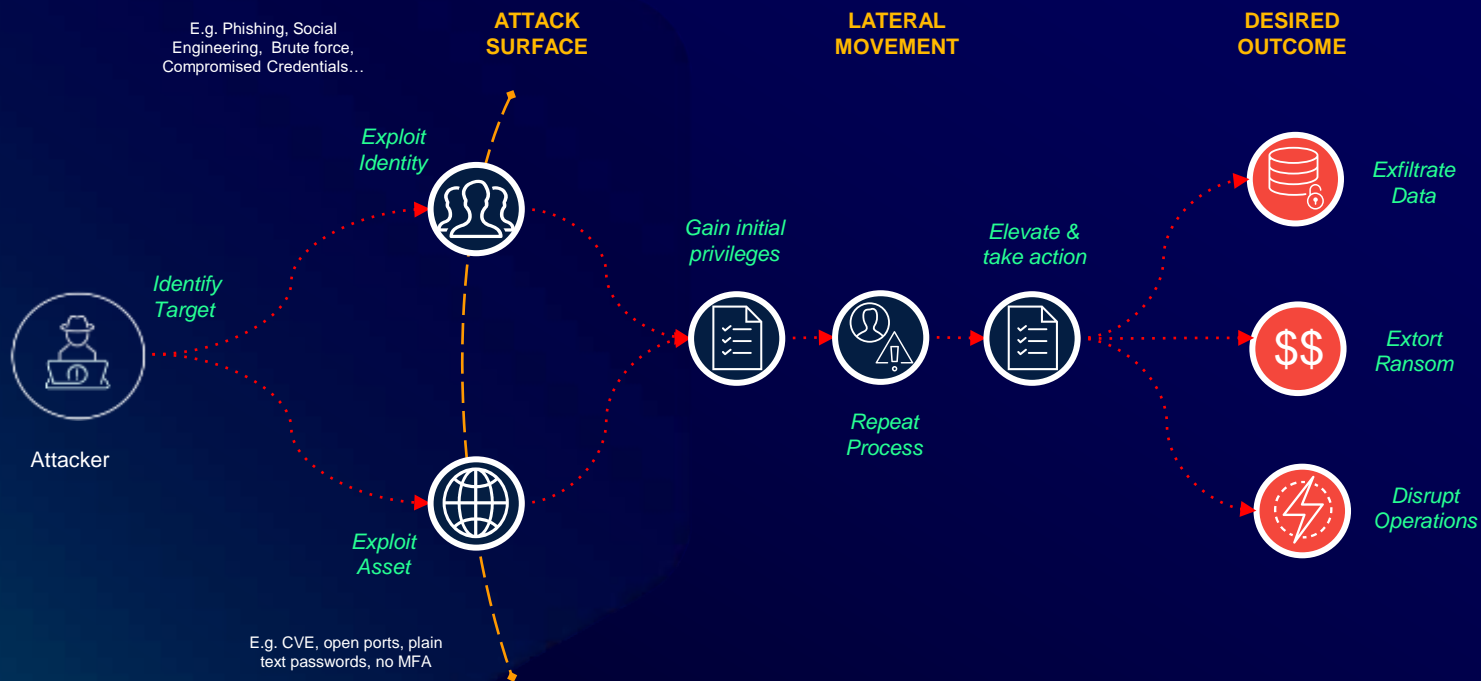 E.g. Phishing, Social
Engineering, Brute force,
Compromised Credentials…
ATTACK
SURFACE
LATERAL
MOVEMENT
DESIRED
OUTCOME
Exploit
Identity
Identify
Target
Attacker
Exploit
Asset
E.g. CVE, open ports, plain
text passwords, no MFA
Gain initial
privileges
Repeat
Process
Elevate &
take action
Exfiltrate
Data
$$
Extort
Ransom
Disrupt
Operations